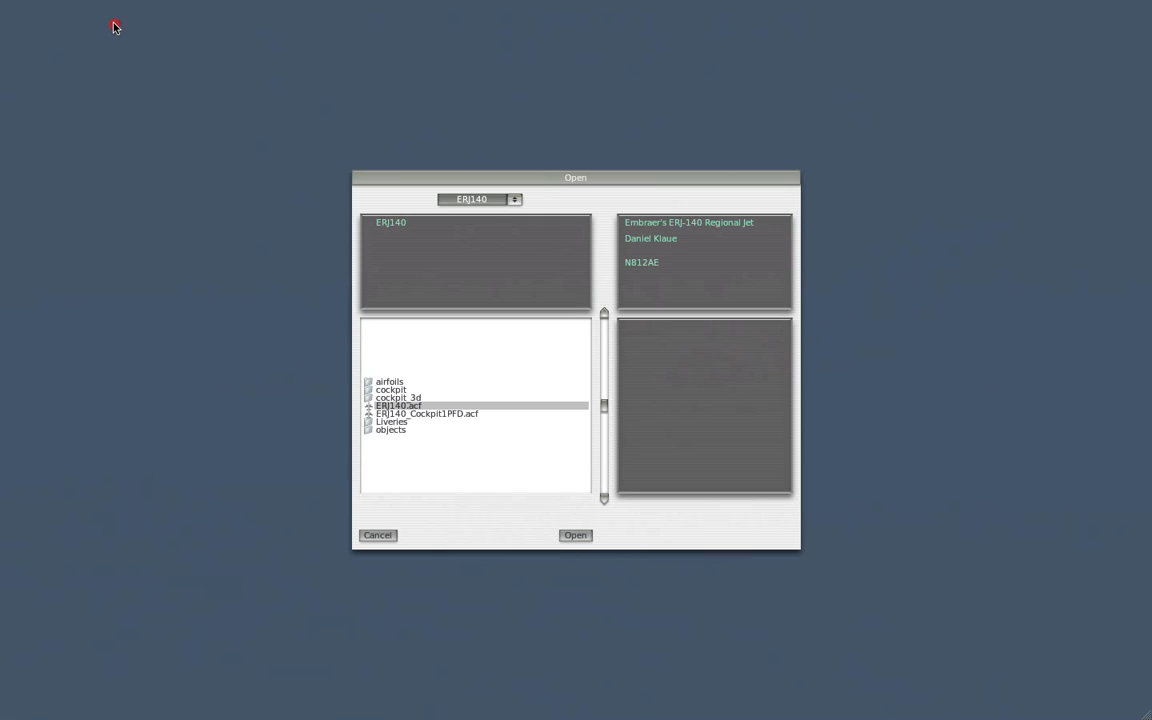 Open
ERJ140
ERJ140
Embraer's ERJ-140 Regional Jet
Daniel Klaue
N812AE
airfoils
cockpit
cockpit_3d
ERJ140.acf
ERJ140_Cockpit1PFD.acf
Liveries
objects
Cancel
Open